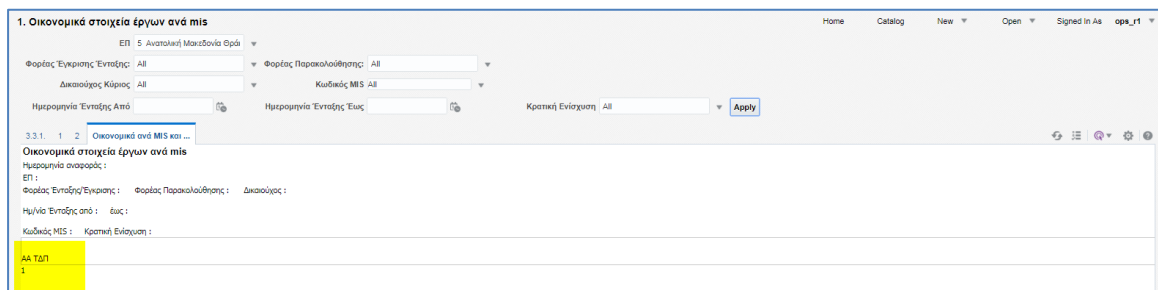 1. Οικονομικά στοιχεία έργων ανά mis Home Catalog New Open Signed In As ops_r1
ΕΠ 5 Ανατολική Μακεδονία Θράι
Φορέας Έγκρισης Ένταξης: All Φορέας Παρακολούθησης: All
Δικαιούχος Κύριος All Κωδικός MIS All
Ημερομηνία Ένταξης Από Ημερομηνία Ένταξης Έως Κρατική Ενίσχυση All Apply
3.3.1. 1 2 Οικονομικά ανά MIS και ...
Οικονομικά στοιχεία έργων ανά mis
Ημερομηνία αναφοράς :
ΕΠ :
Φορέας Ένταξης/Έγκρισης : Φορέας Παρακολούθησης : Δικαιούχος :
Ημ/νία Ένταξης από : έως :
Κωδικός MIS : Κρατική Ενίσχυση :
ΑΑ ΤΔΠ
1